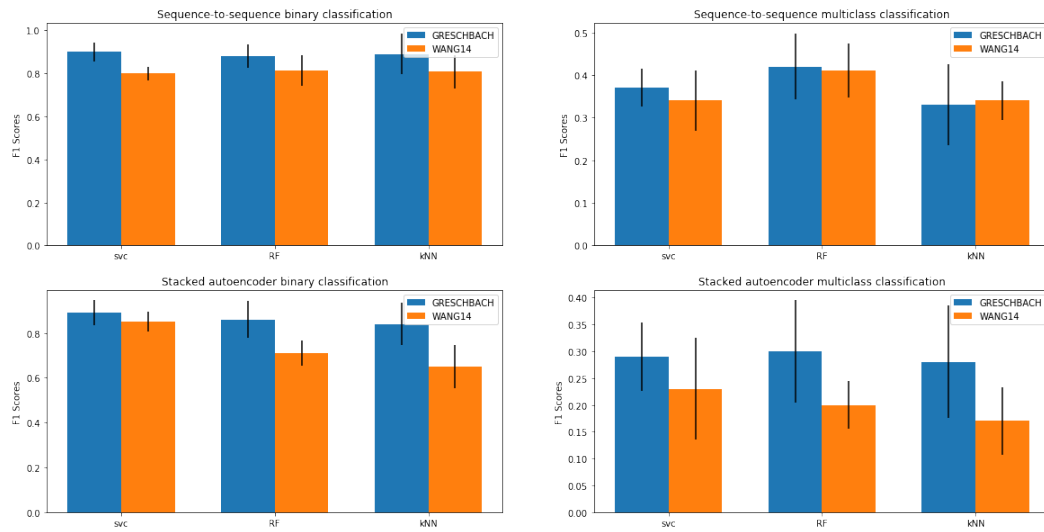 Sequence-to-sequence binary classification
GRESCHBACH
WANG14
1.0
0.8
0.6
0.4
0.2
0.0
F1 Scores
svc RF kNN
Sequence-to-sequence multiclass classification
GRESCHBACH
WANG14
0.5
0.4
0.3
0.2
0.1
0.0
F1 Scores
svc RF kNN
Stacked autoencoder binary classification
GRESCHBACH
WANG14
0.8
0.6
0.4
0.2
0.0
F1 Scores
svc RF kNN
Stacked autoencoder multiclass classification
GRESCHBACH
WANG14
0.40
0.35
0.30
0.25
0.20
0.15
0.10
0.05
0.00
F1 Scores
svc RF kNN